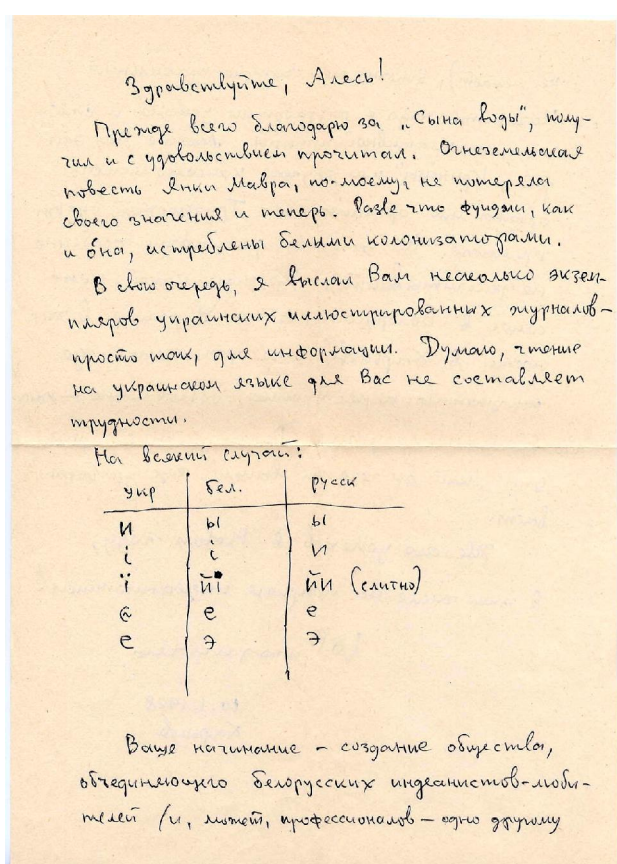 Здравствуйте, Алесь!
Прежде всего благодарю за „Сына воды", полу-
чил и с удовольствием прочитал. Огнеземельская
повесть Янки Мавра, по-моему, не потеряла
своего значения и теперь. Разве что фуиджи, как
и о́на, истреблены белыми колонизаторами.
В свою очередь, я выслал Вам несколько экзем-
пляров украинских иллюстрированных журналов –
просто так, для информации. Думаю, чтение
на украинском языке для Вас не составляет
трудности.
На всякий случай:
укр бел. русск
и ы ы
і і и
ї йі йи (слитно)
є е е
е э э
Ваше начинание – создание общества,
объединяющего белорусских индеанистов-люби-
телей /и, может, профессионалов – одно другому